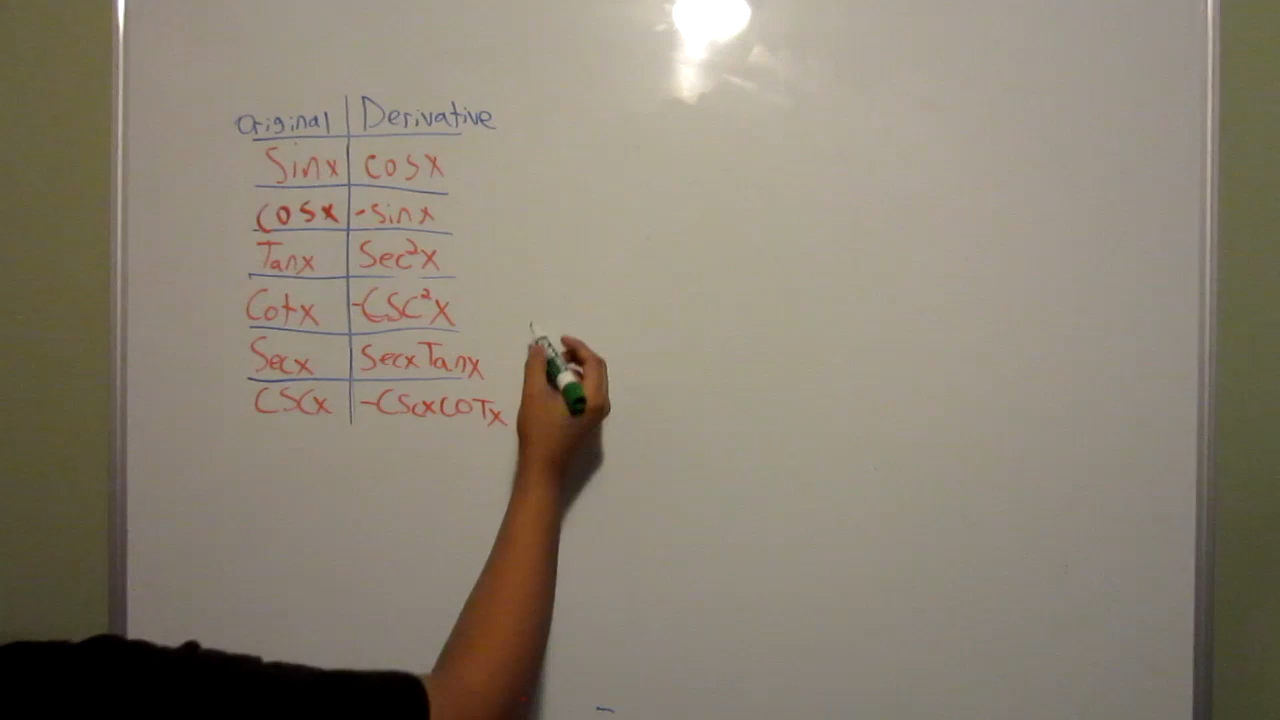 Original Derivative
Sinx cosx
cosx -sinx
Tanx Sec²x
Cotx -CSC²x
Secx SecxTanx
CSCx -CScxCOTx